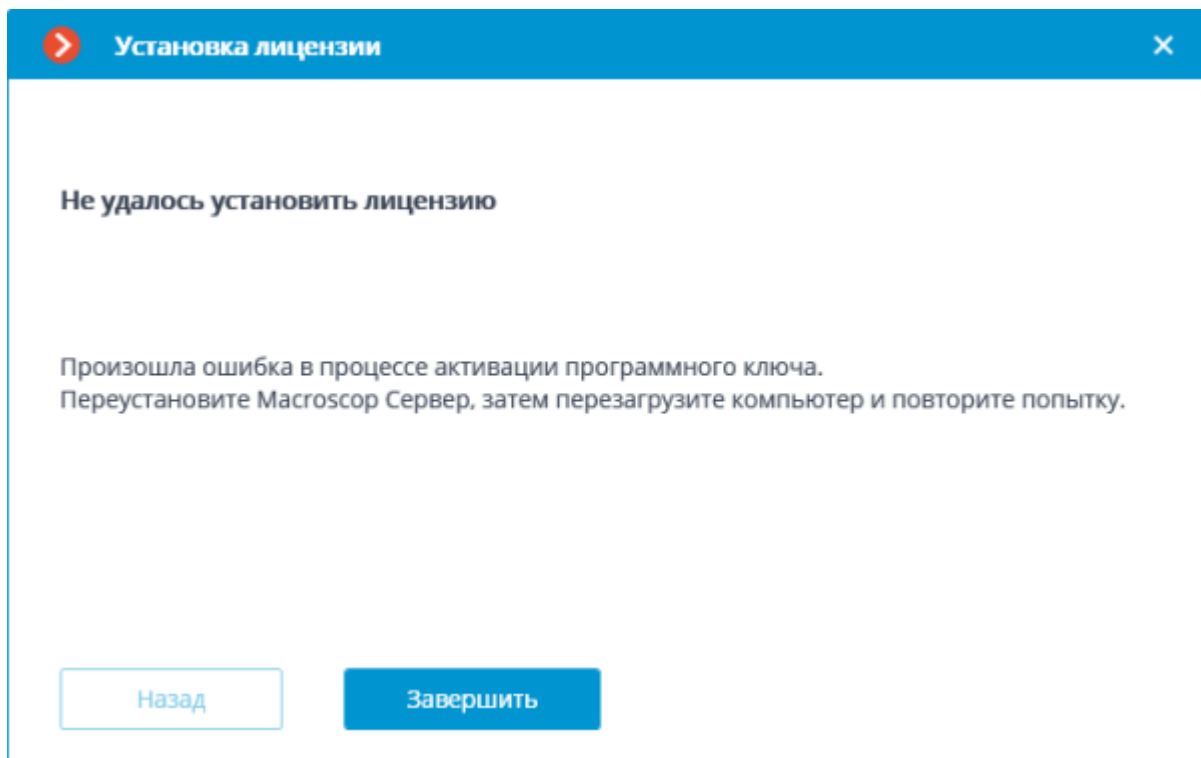 Установка лицензии
Не удалось установить лицензию
Произошла ошибка в процессе активации программного ключа.
Переустановите Macroscop Сервер, затем перезагрузите компьютер и повторите попытку.
Назад
Завершить